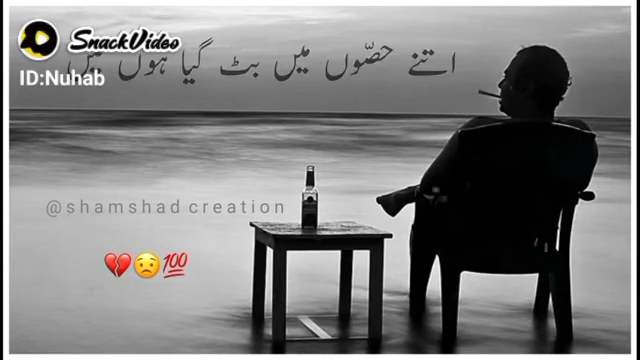 SnackVideo
ID:Nuhab
اتنے حصّوں میں بٹ گیا ہوں میں
@shamshad creation
💔😟💯